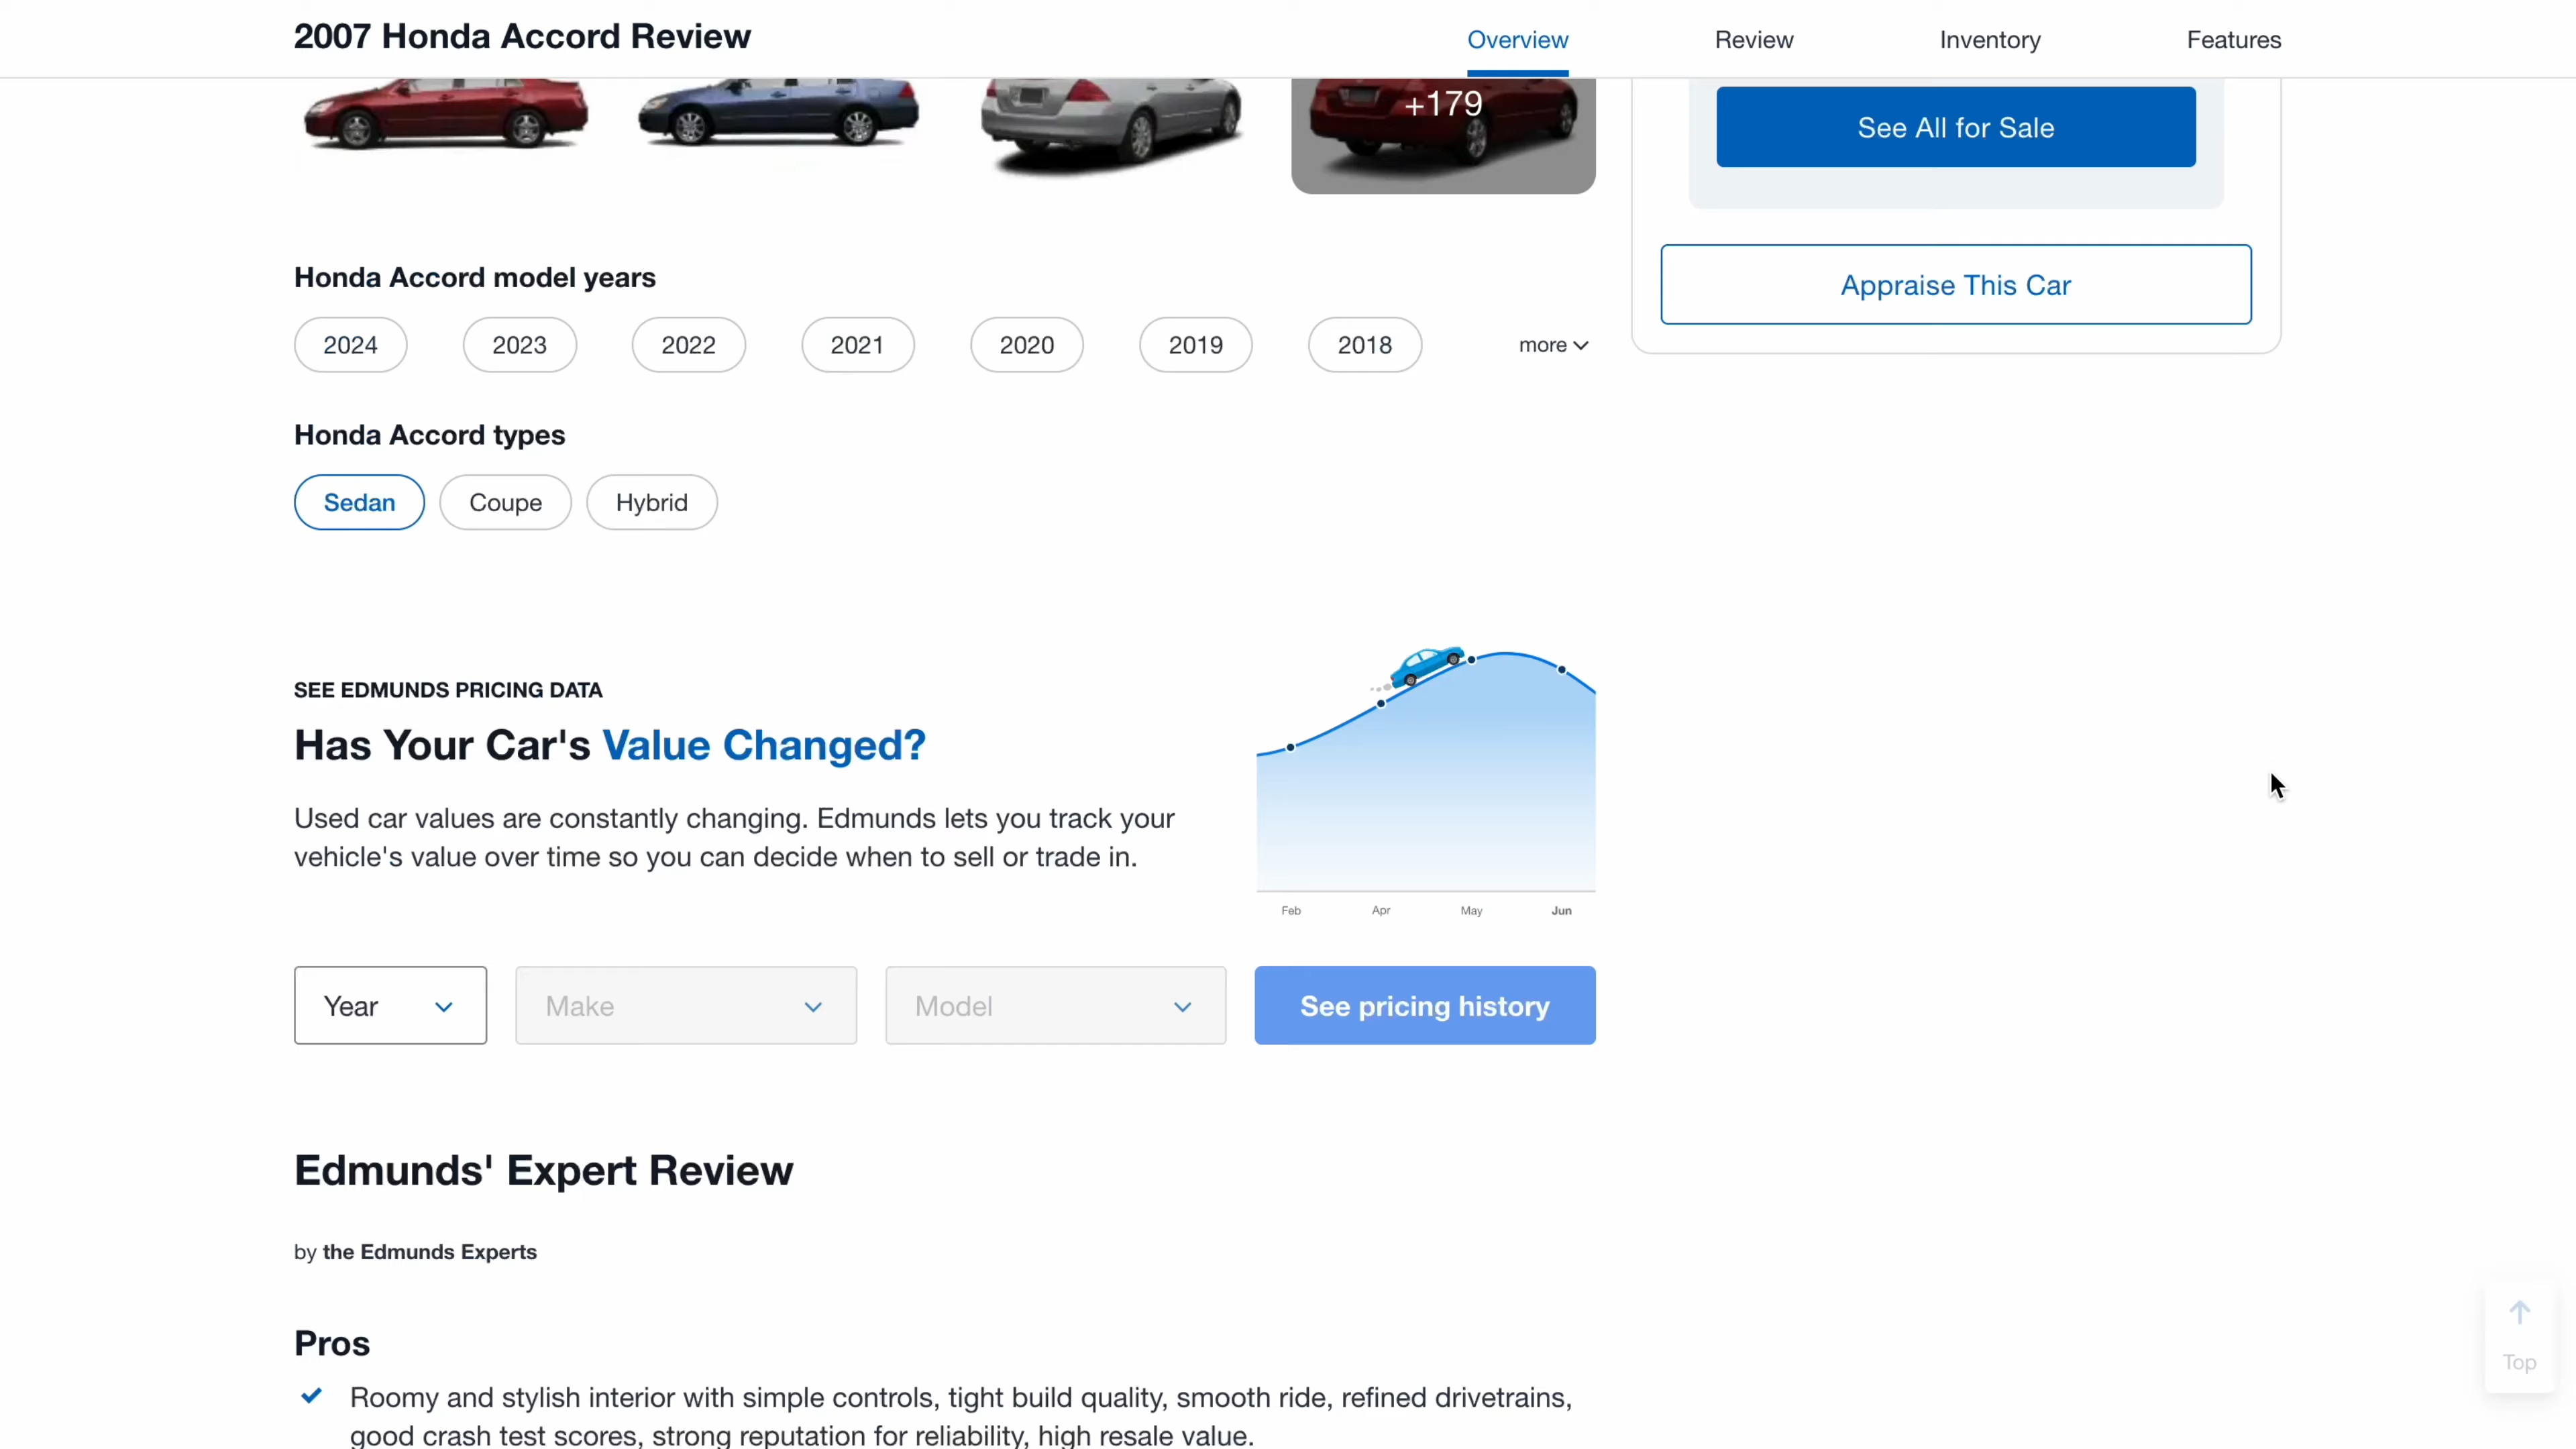 2007 Honda Accord Review
Overview
Review
Inventory
Features
+179
See All for Sale
Appraise This Car
Honda Accord model years
2024
2023
2022
2021
2020
2019
2018
more
Honda Accord types
Sedan
Coupe
Hybrid
SEE EDMUNDS PRICING DATA
Has Your Car's Value Changed?
Used car values are constantly changing. Edmunds lets you track your
vehicle's value over time so you can decide when to sell or trade in.
Feb
Apr
May
Jun
Year
Make
Model
See pricing history
Edmunds' Expert Review
by the Edmunds Experts
Pros
Roomy and stylish interior with simple controls, tight build quality, smooth ride, refined drivetrains,
good crash test scores, strong reputation for reliability, high resale value.
Top